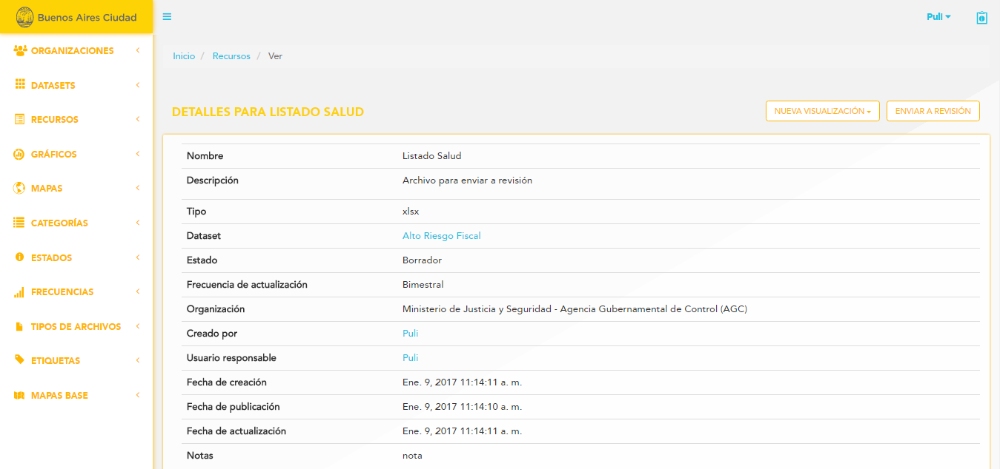 Buenos Aires Ciudad
Puli
ORGANIZACIONES
DATASETS
RECURSOS
GRÁFICOS
MAPAS
CATEGORÍAS
ESTADOS
FRECUENCIAS
TIPOS DE ARCHIVOS
ETIQUETAS
MAPAS BASE
Inicio / Recursos / Ver
DETALLES PARA LISTADO SALUD
NUEVA VISUALIZACIÓN
ENVIAR A REVISIÓN
Nombre Listado Salud
Descripción Archivo para enviar a revisión
Tipo xlsx
Dataset Alto Riesgo Fiscal
Estado Borrador
Frecuencia de actualización Bimestral
Organización Ministerio de Justicia y Seguridad - Agencia Gubernamental de Control (AGC)
Creado por Puli
Usuario responsable Puli
Fecha de creación Ene. 9, 2017 11:14:11 a. m.
Fecha de publicación Ene. 9, 2017 11:14:10 a. m.
Fecha de actualización Ene. 9, 2017 11:14:11 a. m.
Notas nota